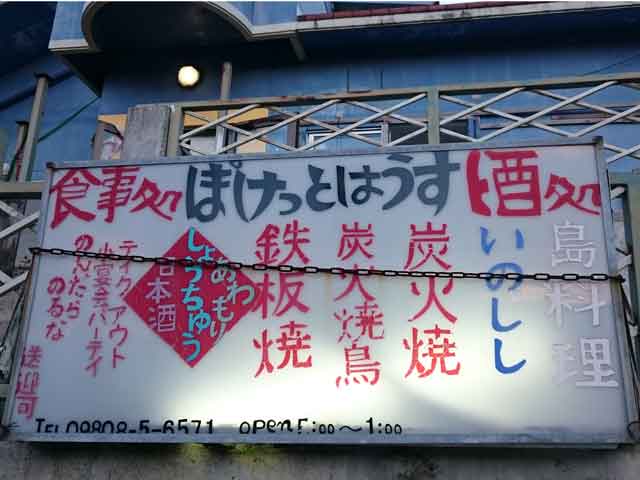 食事処 ぽけっとはうす 酒処
島料理
いのしし
炭火焼
炭火焼鳥
鉄板焼
あわもり
しょうちゅう
日本酒
テイクアウト
小宴会パーティ
のんだら のるな
送迎可
TEL 09808-5-6571 OPEN 5:00～1:00